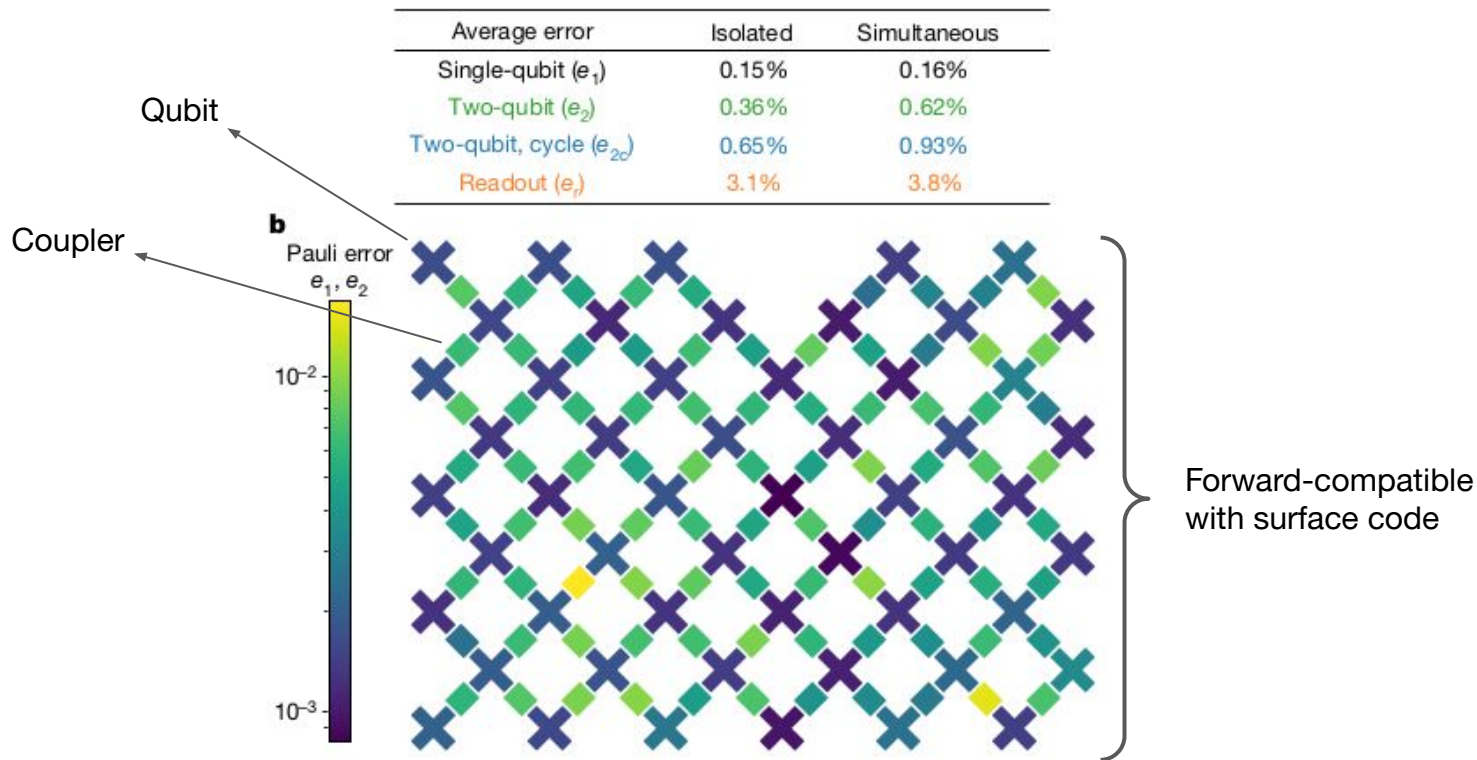 Average error Isolated Simultaneous
Single-qubit (e1) 0.15% 0.16%
Two-qubit (e2) 0.36% 0.62%
Two-qubit, cycle (e2c) 0.65% 0.93%
Readout (er) 3.1% 3.8%
Qubit
Coupler
b
Pauli error
e1, e2
10–2
10–3
Forward-compatible
with surface code